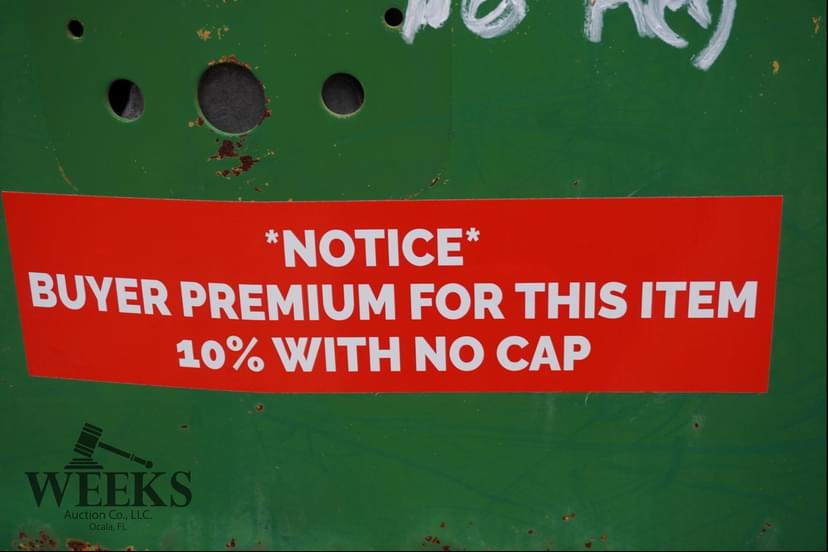 *NOTICE*
BUYER PREMIUM FOR THIS ITEM
10% WITH NO CAP
WEEKS
Auction Co., LLC.
Ocala, FL